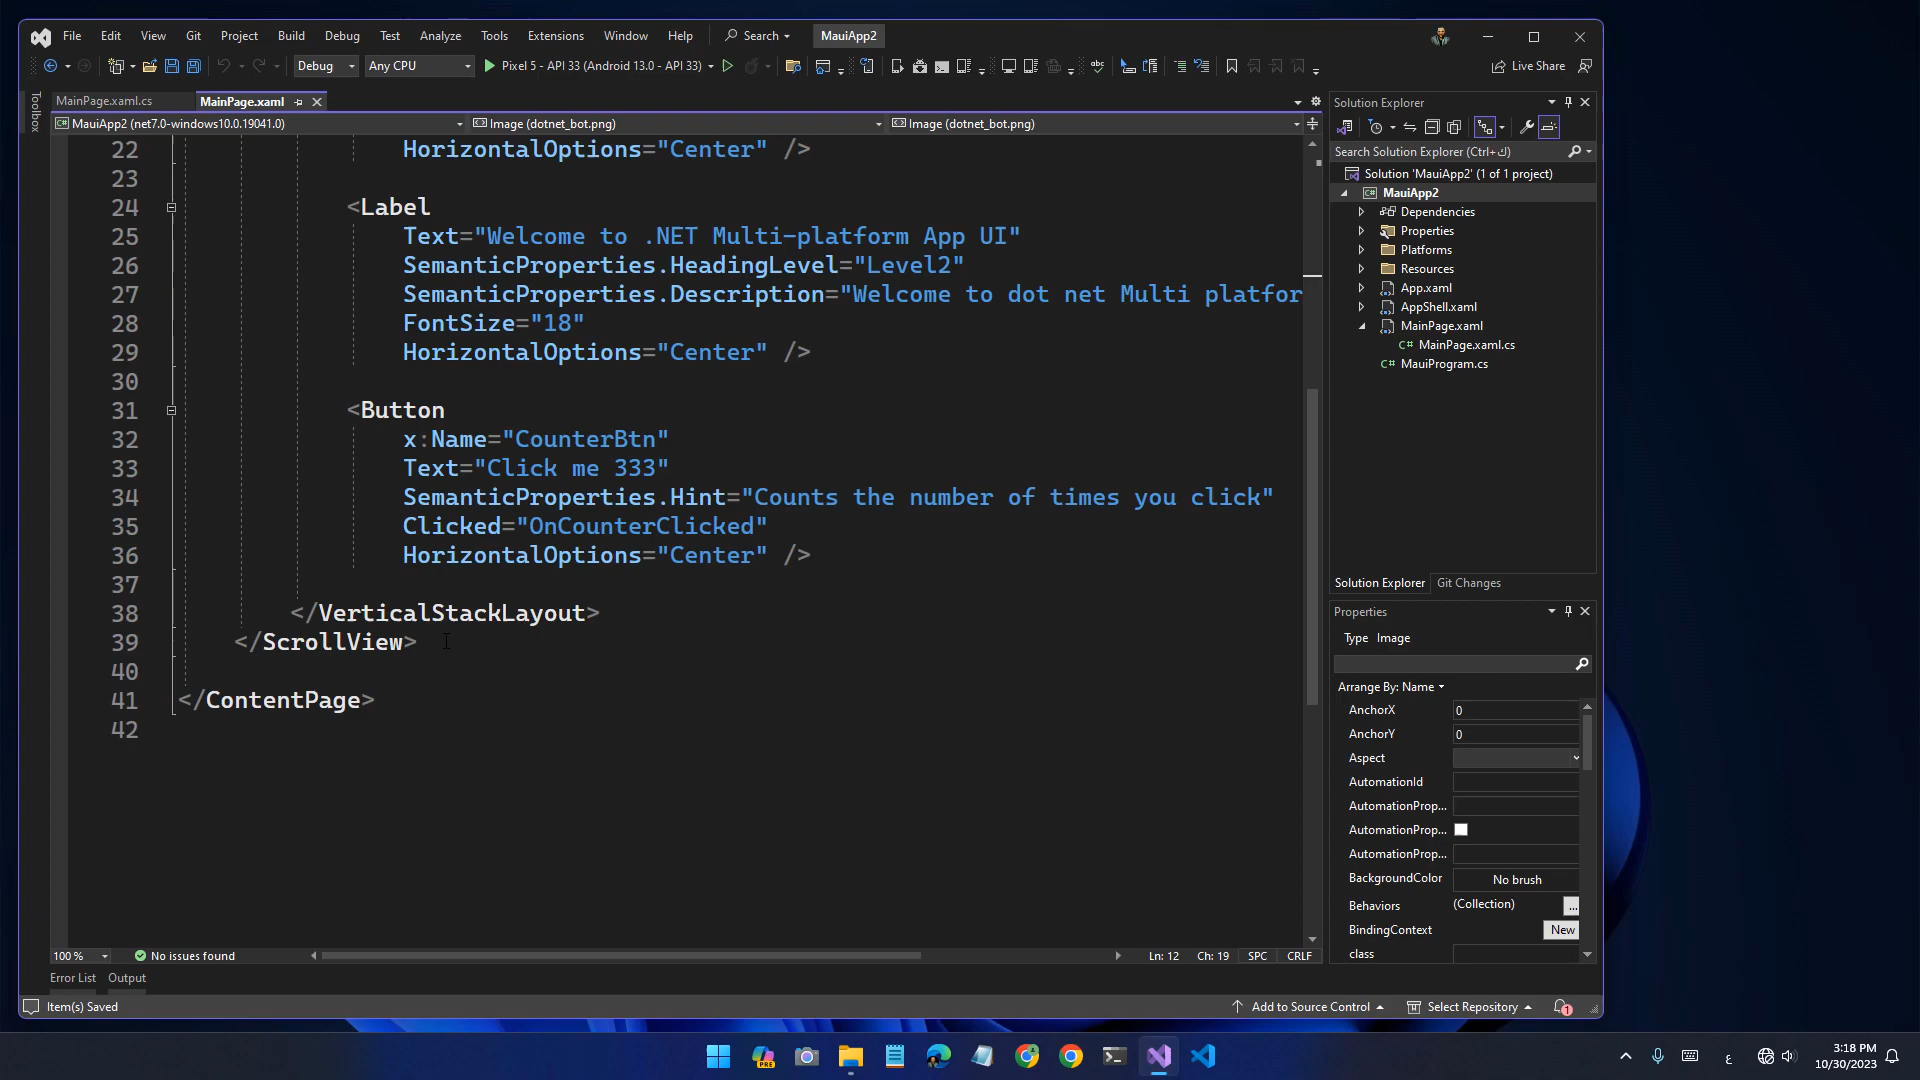 File Edit View Git Project Build Debug Test Analyze Tools Extensions Window Help Search MauiApp2
Debug Any CPU Pixel 5 - API 33 (Android 13.0 - API 33) Live Share
Toolbox
MainPage.xaml.cs MainPage.xaml
MauiApp2 (net7.0-windows10.0.19041.0) Image (dotnet_bot.png) Image (dotnet_bot.png)
22 HorizontalOptions="Center" />
23
24 <Label
25 Text="Welcome to .NET Multi-platform App UI"
26 SemanticProperties.HeadingLevel="Level2"
27 SemanticProperties.Description="Welcome to dot net Multi platfor
28 FontSize="18"
29 HorizontalOptions="Center" />
30
31 <Button
32 x:Name="CounterBtn"
33 Text="Click me 333"
34 SemanticProperties.Hint="Counts the number of times you click"
35 Clicked="OnCounterClicked"
36 HorizontalOptions="Center" />
37
38 </VerticalStackLayout>
39 </ScrollView>
40
41 </ContentPage>
42
100 % No issues found Ln: 12 Ch: 19 SPC CRLF
Error List Output
Solution Explorer
Search Solution Explorer (Ctrl+ك)
Solution 'MauiApp2' (1 of 1 project)
MauiApp2
Dependencies
Properties
Platforms
Resources
App.xaml
AppShell.xaml
MainPage.xaml
C# MainPage.xaml.cs
C# MauiProgram.cs
Solution Explorer Git Changes
Properties
Type Image
Arrange By: Name
AnchorX 0
AnchorY 0
Aspect
AutomationId
AutomationProp...
AutomationProp...
AutomationProp...
BackgroundColor No brush
Behaviors (Collection) ...
BindingContext New
class
Item(s) Saved Add to Source Control Select Repository 1
PRE
ع 3:18 PM
10/30/2023